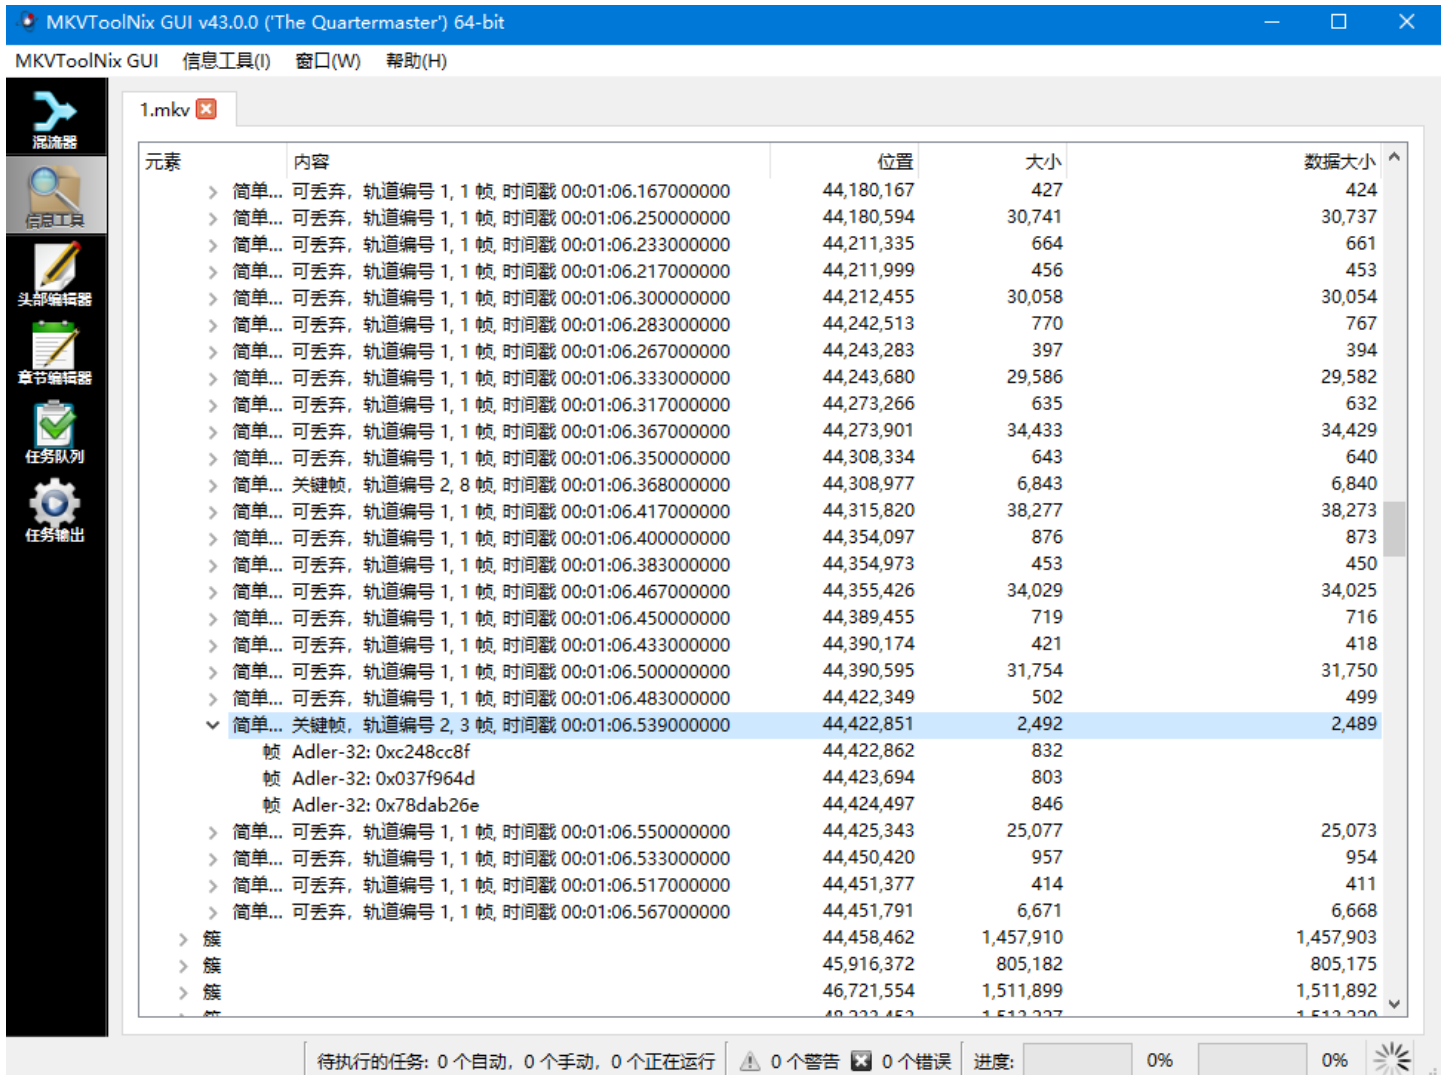 MKVToolNix GUI v43.0.0 ('The Quartermaster') 64-bit
MKVToolNix GUI 信息工具(I) 窗口(W) 帮助(H)
混流器
信息工具
头部编辑器
章节编辑器
任务队列
任务输出
1.mkv
元素 内容 位置 大小 数据大小
简单... 可丢弃, 轨道编号 1, 1 帧, 时间戳 00:01:06.167000000 44,180,167 427 424
简单... 可丢弃, 轨道编号 1, 1 帧, 时间戳 00:01:06.250000000 44,180,594 30,741 30,737
简单... 可丢弃, 轨道编号 1, 1 帧, 时间戳 00:01:06.233000000 44,211,335 664 661
简单... 可丢弃, 轨道编号 1, 1 帧, 时间戳 00:01:06.217000000 44,211,999 456 453
简单... 可丢弃, 轨道编号 1, 1 帧, 时间戳 00:01:06.300000000 44,212,455 30,058 30,054
简单... 可丢弃, 轨道编号 1, 1 帧, 时间戳 00:01:06.283000000 44,242,513 770 767
简单... 可丢弃, 轨道编号 1, 1 帧, 时间戳 00:01:06.267000000 44,243,283 397 394
简单... 可丢弃, 轨道编号 1, 1 帧, 时间戳 00:01:06.333000000 44,243,680 29,586 29,582
简单... 可丢弃, 轨道编号 1, 1 帧, 时间戳 00:01:06.317000000 44,273,266 635 632
简单... 可丢弃, 轨道编号 1, 1 帧, 时间戳 00:01:06.367000000 44,273,901 34,433 34,429
简单... 可丢弃, 轨道编号 1, 1 帧, 时间戳 00:01:06.350000000 44,308,334 643 640
简单... 关键帧, 轨道编号 2, 8 帧, 时间戳 00:01:06.368000000 44,308,977 6,843 6,840
简单... 可丢弃, 轨道编号 1, 1 帧, 时间戳 00:01:06.417000000 44,315,820 38,277 38,273
简单... 可丢弃, 轨道编号 1, 1 帧, 时间戳 00:01:06.400000000 44,354,097 876 873
简单... 可丢弃, 轨道编号 1, 1 帧, 时间戳 00:01:06.383000000 44,354,973 453 450
简单... 可丢弃, 轨道编号 1, 1 帧, 时间戳 00:01:06.467000000 44,355,426 34,029 34,025
简单... 可丢弃, 轨道编号 1, 1 帧, 时间戳 00:01:06.450000000 44,389,455 719 716
简单... 可丢弃, 轨道编号 1, 1 帧, 时间戳 00:01:06.433000000 44,390,174 421 418
简单... 可丢弃, 轨道编号 1, 1 帧, 时间戳 00:01:06.500000000 44,390,595 31,754 31,750
简单... 可丢弃, 轨道编号 1, 1 帧, 时间戳 00:01:06.483000000 44,422,349 502 499
简单... 关键帧, 轨道编号 2, 3 帧, 时间戳 00:01:06.539000000 44,422,851 2,492 2,489
帧 Adler-32: 0xc248cc8f 44,422,862 832
帧 Adler-32: 0x037f964d 44,423,694 803
帧 Adler-32: 0x78dab26e 44,424,497 846
简单... 可丢弃, 轨道编号 1, 1 帧, 时间戳 00:01:06.550000000 44,425,343 25,077 25,073
简单... 可丢弃, 轨道编号 1, 1 帧, 时间戳 00:01:06.533000000 44,450,420 957 954
简单... 可丢弃, 轨道编号 1, 1 帧, 时间戳 00:01:06.517000000 44,451,377 414 411
简单... 可丢弃, 轨道编号 1, 1 帧, 时间戳 00:01:06.567000000 44,451,791 6,671 6,668
簇 44,458,462 1,457,910 1,457,903
簇 45,916,372 805,182 805,175
簇 46,721,554 1,511,899 1,511,892
待执行的任务: 0 个自动, 0 个手动, 0 个正在运行 0 个警告 0 个错误 进度: 0% 0%